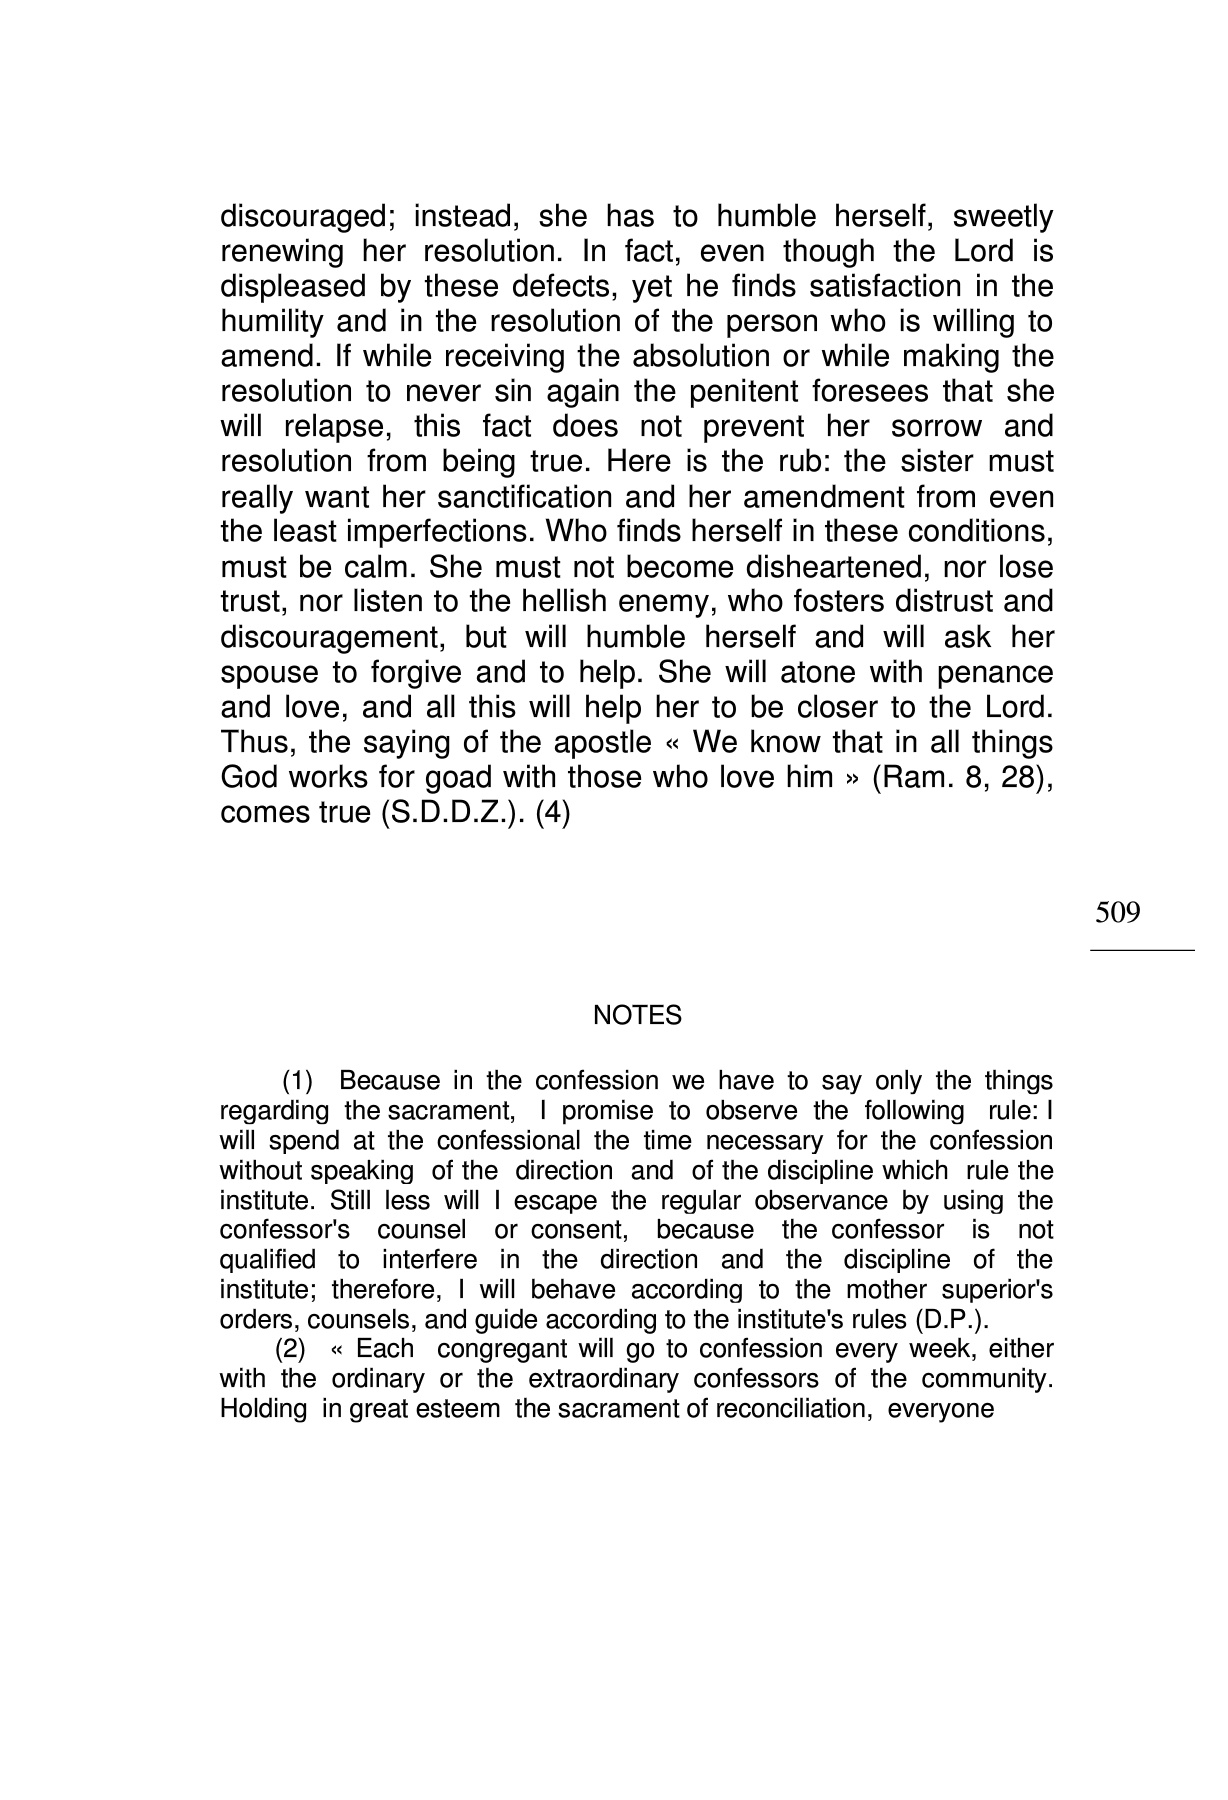 discouraged; instead, she has to humble herself, sweetly
renewing her resolution. In fact, even though the Lord is
displeased by these defects, yet he finds satisfaction in the
humility and in the resolution of the person who is willing to
amend. If while receiving the absolution or while making the
resolution to never sin again the penitent foresees that she
will relapse, this fact does not prevent her sorrow and
resolution from being true. Here is the rub: the sister must
really want her sanctification and her amendment from even
the least imperfections. Who finds herself in these conditions,
must be calm. She must not become disheartened, nor lose
trust, nor listen to the hellish enemy, who fosters distrust and
discouragement, but will humble herself and will ask her
spouse to forgive and to help. She will atone with penance
and love, and all this will help her to be closer to the Lord.
Thus, the saying of the apostle « We know that in all things
God works for goad with those who love him » (Ram. 8, 28),
comes true (S.D.D.Z.). (4)
509
NOTES
(1) Because in the confession we have to say only the things
regarding the sacrament, I promise to observe the following rule: I
will spend at the confessional the time necessary for the confession
without speaking of the direction and of the discipline which rule the
institute. Still less will I escape the regular observance by using the
confessor's counsel or consent, because the confessor is not
qualified to interfere in the direction and the discipline of the
institute; therefore, I will behave according to the mother superior's
orders, counsels, and guide according to the institute's rules (D.P.).
(2) « Each congregant will go to confession every week, either
with the ordinary or the extraordinary confessors of the community.
Holding in great esteem the sacrament of reconciliation, everyone